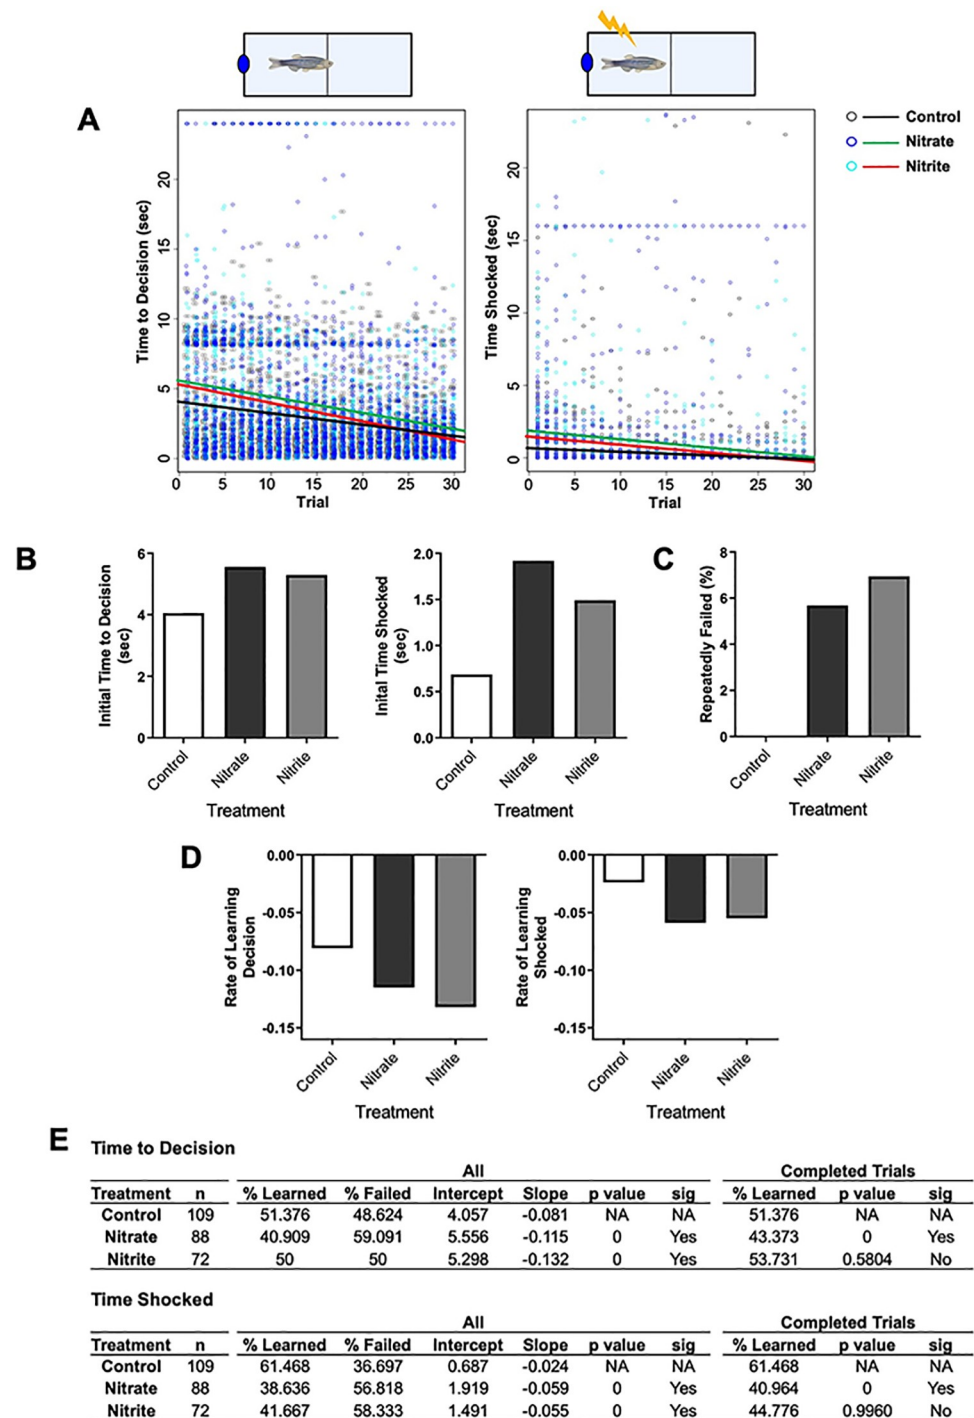 A
Time to Decision (sec)
20
15
10
5
0
0 5 10 15 20 25 30
Trial
Time Shocked (sec)
20
15
10
5
0
0 5 10 15 20 25 30
Trial
Control
Nitrate
Nitrite
B
Initial Time to Decision
(sec)
6
4
2
0
Control Nitrate Nitrite
Treatment
Inital Time Shocked
(sec)
2.0
1.5
1.0
0.5
0.0
Control Nitrate Nitrite
Treatment
C
Repeatedly Failed (%)
8
6
4
2
0
Control Nitrate Nitrite
Treatment
D
Rate of Learning
Decision
0.00
-0.05
-0.10
-0.15
Control Nitrate Nitrite
Treatment
Rate of Learning
Shocked
0.00
-0.05
-0.10
-0.15
Control Nitrate Nitrite
Treatment
E
Time to Decision
All Completed Trials
Treatment n % Learned % Failed Intercept Slope p value sig % Learned p value sig
Control 109 51.376 48.624 4.057 -0.081 NA NA 51.376 NA NA
Nitrate 88 40.909 59.091 5.556 -0.115 0 Yes 43.373 0 Yes
Nitrite 72 50 50 5.298 -0.132 0 Yes 53.731 0.5804 No
Time Shocked
All Completed Trials
Treatment n % Learned % Failed Intercept Slope p value sig % Learned p value sig
Control 109 61.468 36.697 0.687 -0.024 NA NA 61.468 NA NA
Nitrate 88 38.636 56.818 1.919 -0.059 0 Yes 40.964 0 Yes
Nitrite 72 41.667 58.333 1.491 -0.055 0 Yes 44.776 0.9960 No